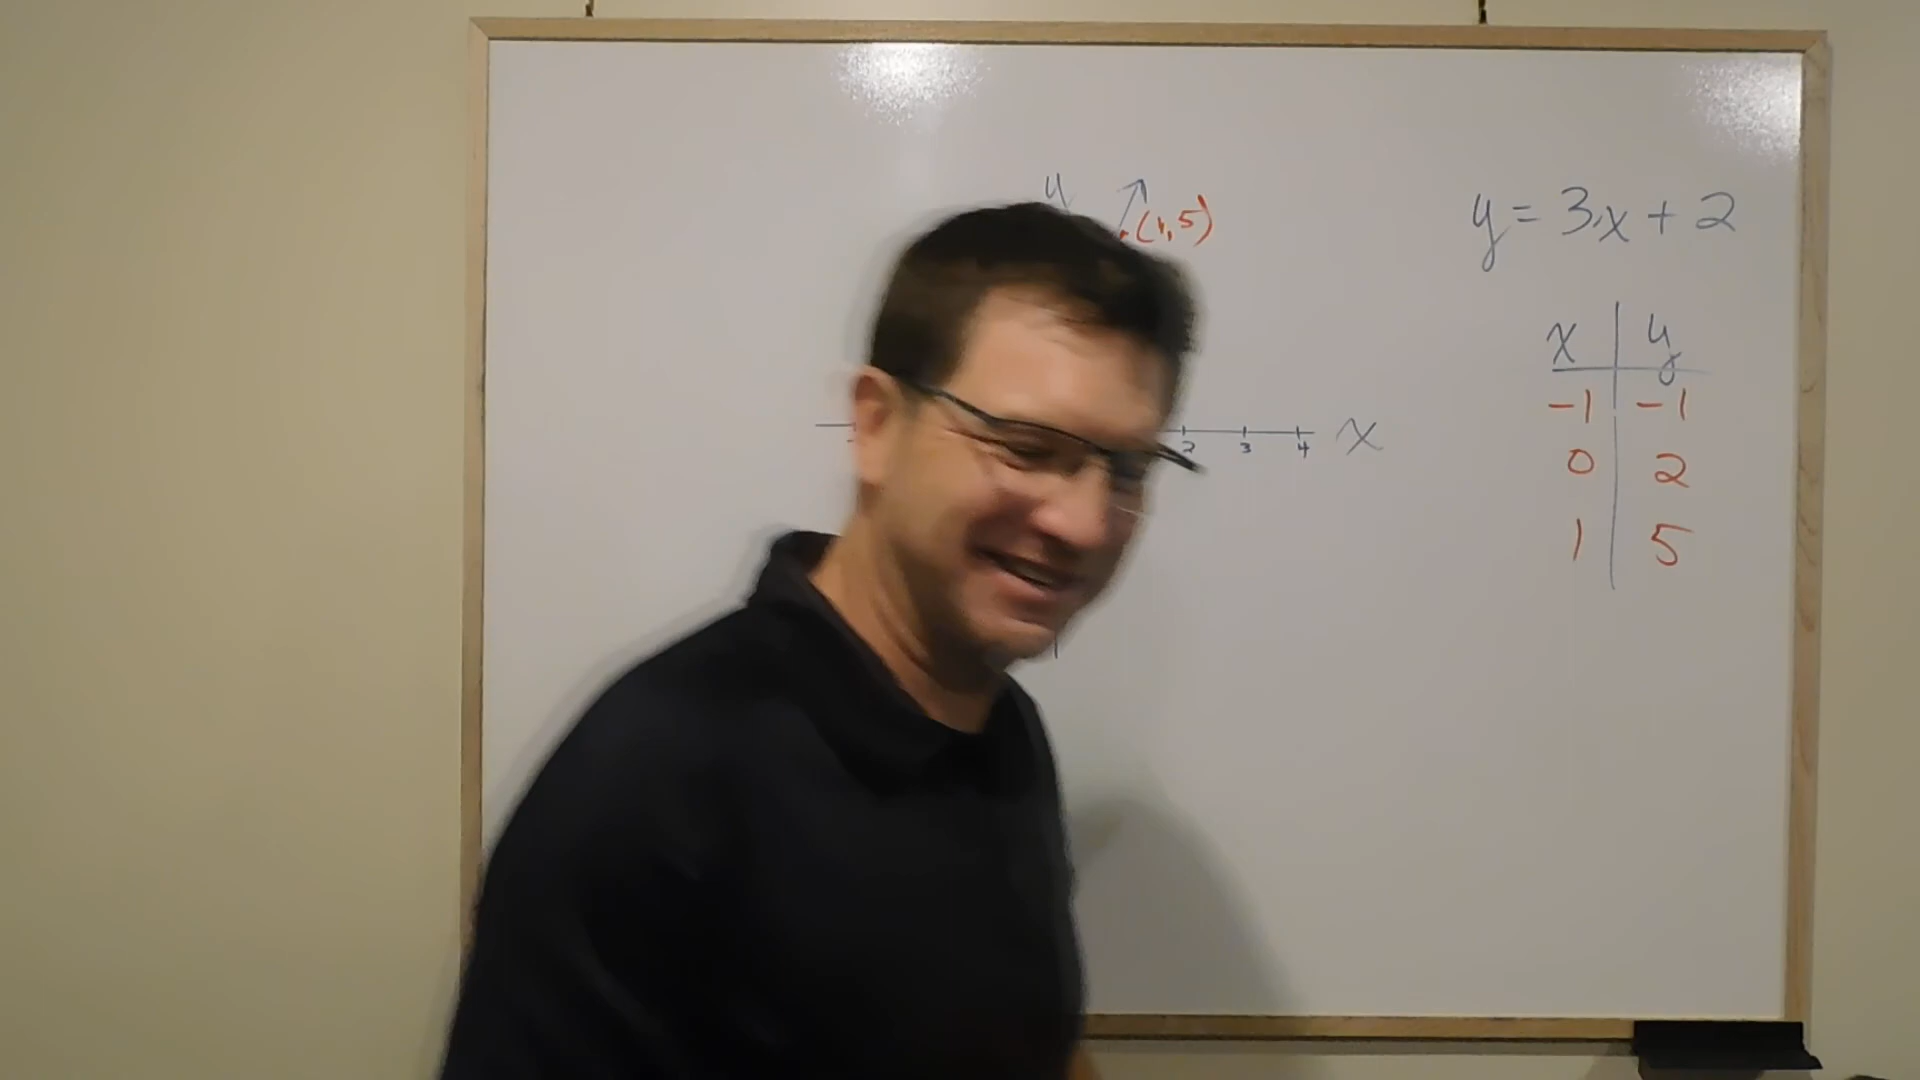 y
(1,5)
2 3 4 x
y = 3x + 2
x y
-1 -1
0 2
1 5